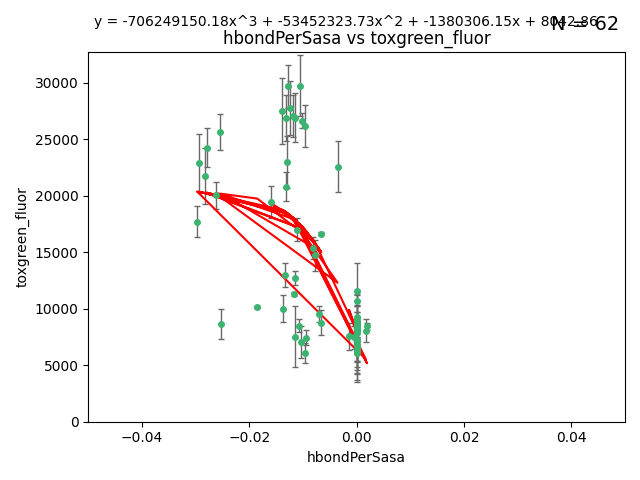 y = -706249150.18x^3 + -53452323.73x^2 + -1380306.15x + 8042.86
N = 62
hbondPerSasa vs toxgreen_fluor
toxgreen_fluor
30000
25000
20000
15000
10000
5000
0
-0.04 -0.02 0.00 0.02 0.04
hbondPerSasa